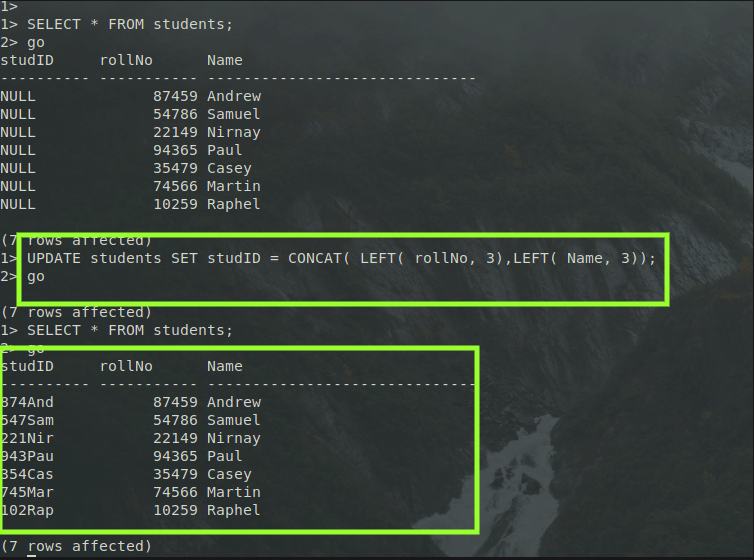 1>
1> SELECT * FROM students;
2> go
studID     rollNo      Name
---------- ----------- ------------------------------
NULL             87459 Andrew
NULL             54786 Samuel
NULL             22149 Nirnay
NULL             94365 Paul
NULL             35479 Casey
NULL             74566 Martin
NULL             10259 Raphel

(7 rows affected)
1> UPDATE students SET studID = CONCAT( LEFT( rollNo, 3),LEFT( Name, 3));
2> go

(7 rows affected)
1> SELECT * FROM students;
2> go
studID     rollNo      Name
---------- ----------- ------------------------------
874And           87459 Andrew
547Sam           54786 Samuel
221Nir           22149 Nirnay
943Pau           94365 Paul
354Cas           35479 Casey
745Mar           74566 Martin
102Rap           10259 Raphel

(7 rows affected)